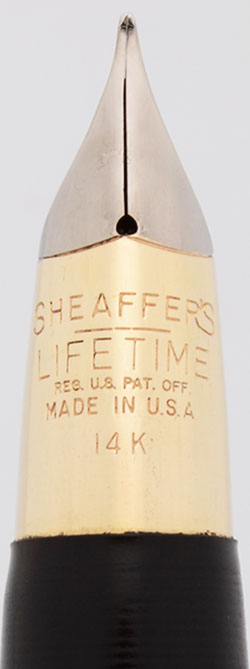 SHEAFFER'S
LIFETIME
REG. U.S. PAT. OFF.
MADE IN U.S.A
14K